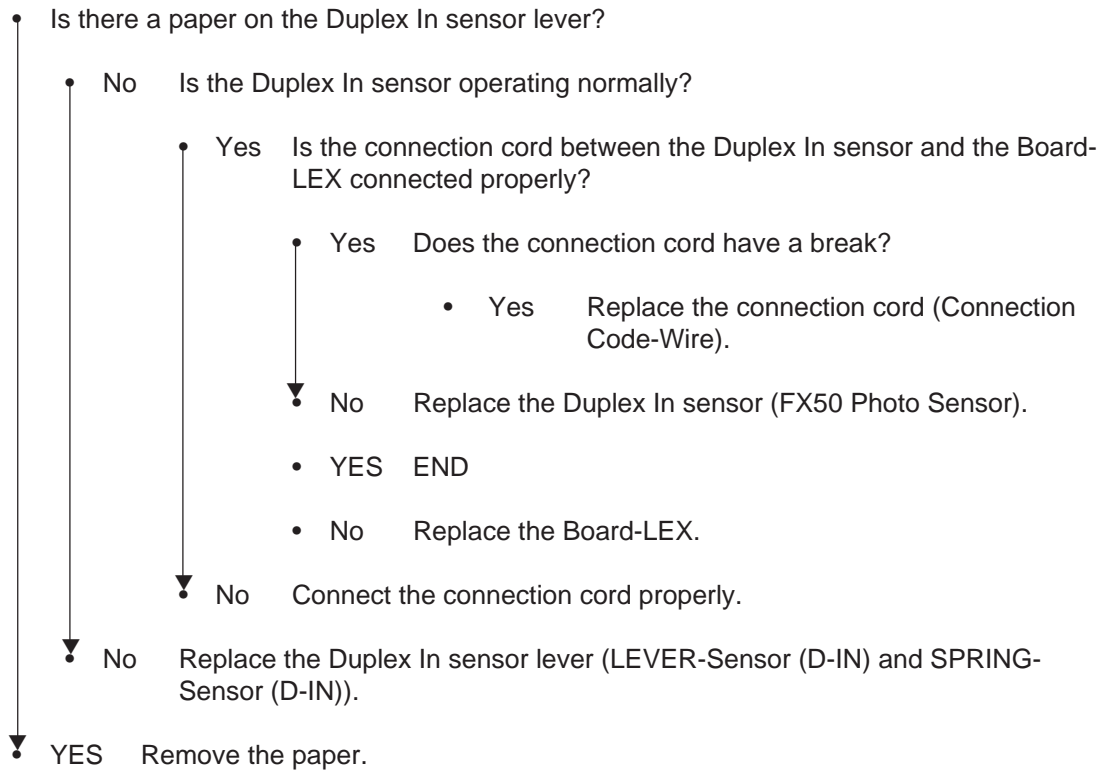 • Is there a paper on the Duplex In sensor lever?
• No Is the Duplex In sensor operating normally?
• Yes Is the connection cord between the Duplex In sensor and the Board-
LEX connected properly?
• Yes Does the connection cord have a break?
• Yes Replace the connection cord (Connection
Code-Wire).
• No Replace the Duplex In sensor (FX50 Photo Sensor).
• YES END
• No Replace the Board-LEX.
• No Connect the connection cord properly.
• No Replace the Duplex In sensor lever (LEVER-Sensor (D-IN) and SPRING-
Sensor (D-IN)).
• YES Remove the paper.